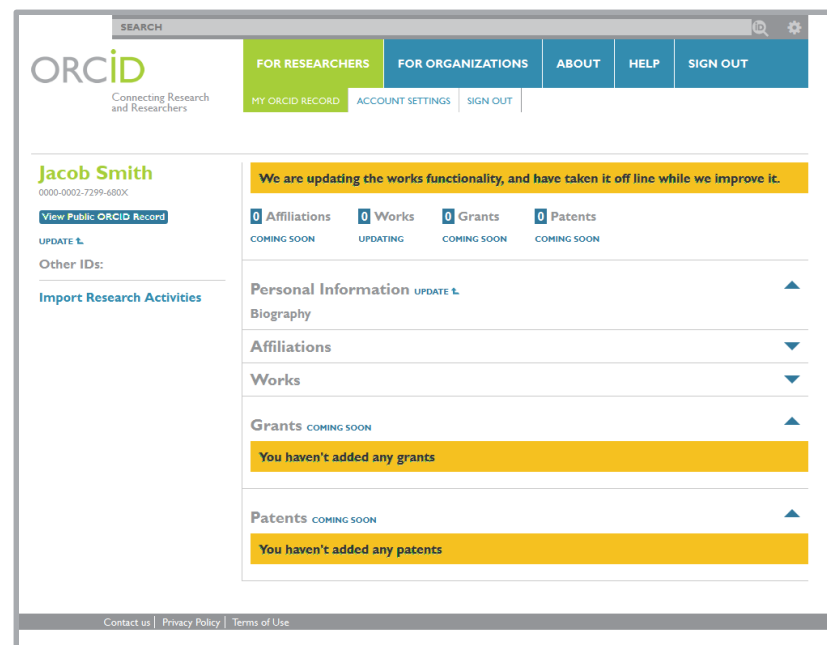 SEARCH
iD
ORCiD
Connecting Research
and Researchers
FOR RESEARCHERS FOR ORGANIZATIONS ABOUT HELP SIGN OUT
MY ORCID RECORD ACCOUNT SETTINGS SIGN OUT
Jacob Smith
0000-0002-7299-680X
View Public ORCID Record
UPDATE
Other IDs:
Import Research Activities
We are updating the works functionality, and have taken it off line while we improve it.
0 Affiliations 0 Works 0 Grants 0 Patents
COMING SOON UPDATING COMING SOON COMING SOON
Personal Information UPDATE
Biography
Affiliations
Works
Grants COMING SOON
You haven't added any grants
Patents COMING SOON
You haven't added any patents
Contact us | Privacy Policy | Terms of Use